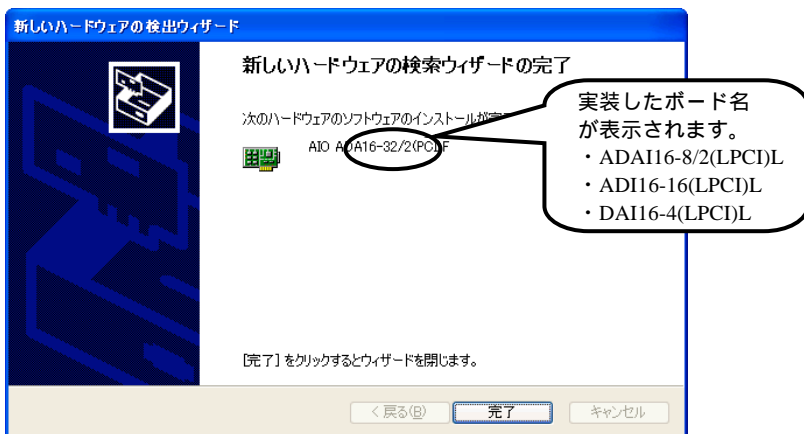 新しいハードウェアの検出ウィザード
新しいハードウェアの検索ウィザードの完了
次のハードウェアのソフトウェアのインストールが完了
AIO ADA16-32/2(PCI)F
実装したボード名
が表示されます。
・ADAI16-8/2(LPCI)L
・ADI16-16(LPCI)L
・DAI16-4(LPCI)L
[完了] をクリックするとウィザードを閉じます。
< 戻る(B)
完了
キャンセル